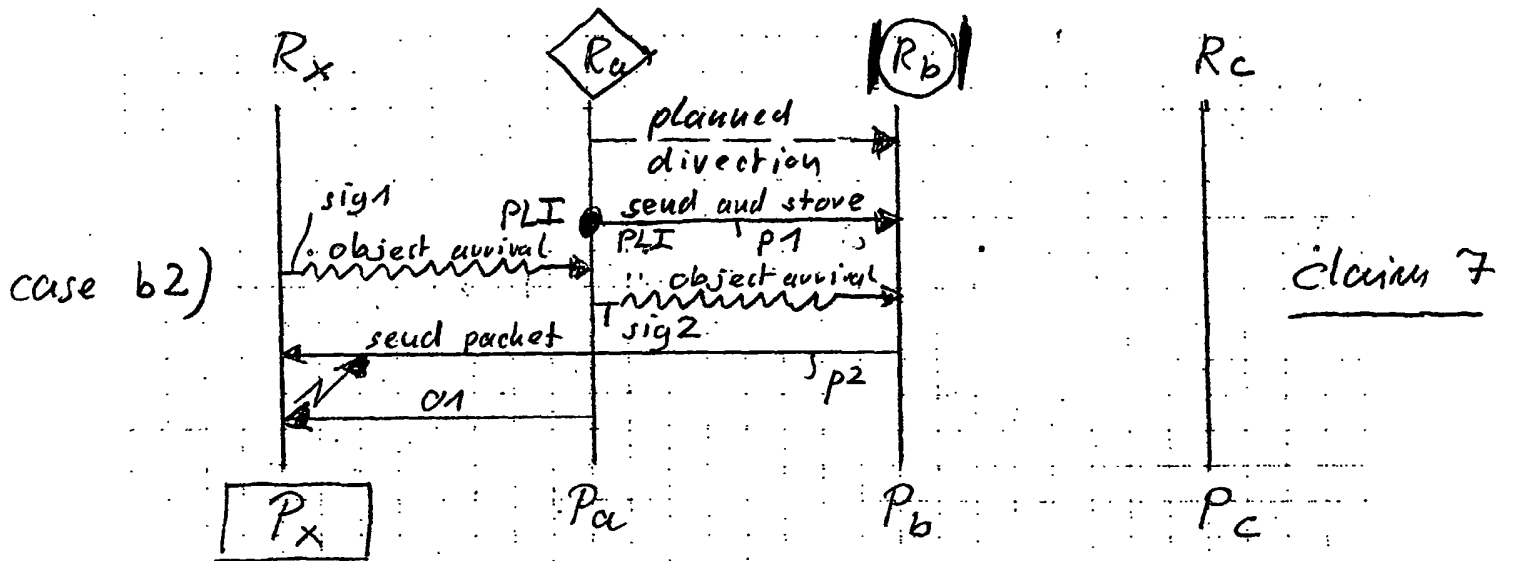 Rx Ra Rb Rc
planned
direction
sig1
PLI send and store
PLI p1
object arrival
case b2) object arrival claim 7
sig2
send packet
p2
01
Px Pa Pb Pc